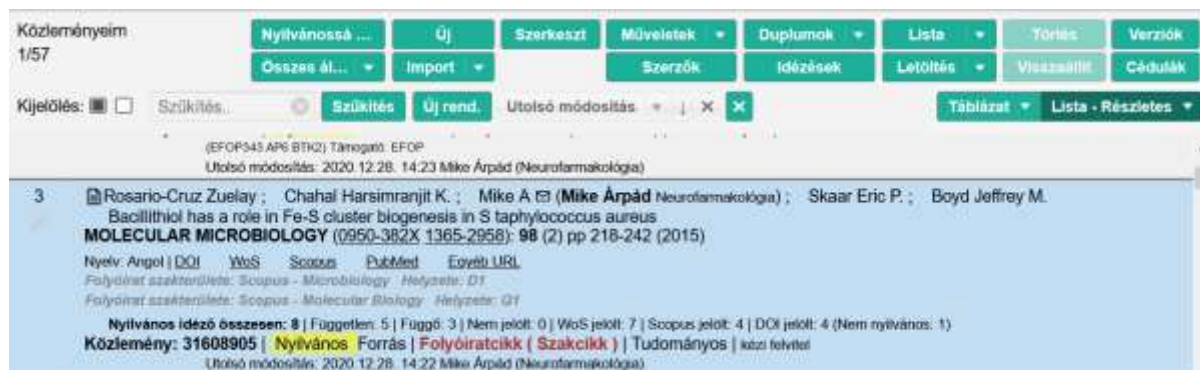 Közleményeim
1/57
Nyilvánossá ... Új Szerkeszt Műveletek Duplumok Lista Törlés Verziók
Összes ál... Import Szerzők Idézések Letöltés Visszaállít Cédulák
Kijelölés: Szűkítés.. Szűkítés Új rend. Utolsó módosítás ↓ × × Táblázat Lista - Részletes
(EFOP343 AP6 BTK2) Támogató: EFOP
Utolsó módosítás: 2020.12.28. 14:23 Mike Árpád (Neurofarmakológia)
3 Rosario-Cruz Zuelay ; Chahal Harsimranjit K. ; Mike A (Mike Árpád Neurofarmakológia) ; Skaar Eric P. ; Boyd Jeffrey M.
Bacillithiol has a role in Fe-S cluster biogenesis in S taphylococcus aureus
MOLECULAR MICROBIOLOGY (0950-382X 1365-2958): 98 (2) pp 218-242 (2015)
Nyelv: Angol | DOI WoS Scopus PubMed Egyéb URL
Folyóirat szakterülete: Scopus - Microbiology Helyzete: D1
Folyóirat szakterülete: Scopus - Molecular Biology Helyzete: Q1
Nyilvános idéző összesen: 8 | Független: 5 | Függő: 3 | Nem jelölt: 0 | WoS jelölt: 7 | Scopus jelölt: 4 | DOI jelölt: 4 (Nem nyilvános: 1)
Közlemény: 31608905 | Nyilvános Forrás | Folyóiratcikk ( Szakcikk ) | Tudományos | kézi felvitel
Utolsó módosítás: 2020.12.28. 14:22 Mike Árpád (Neurofarmakológia)